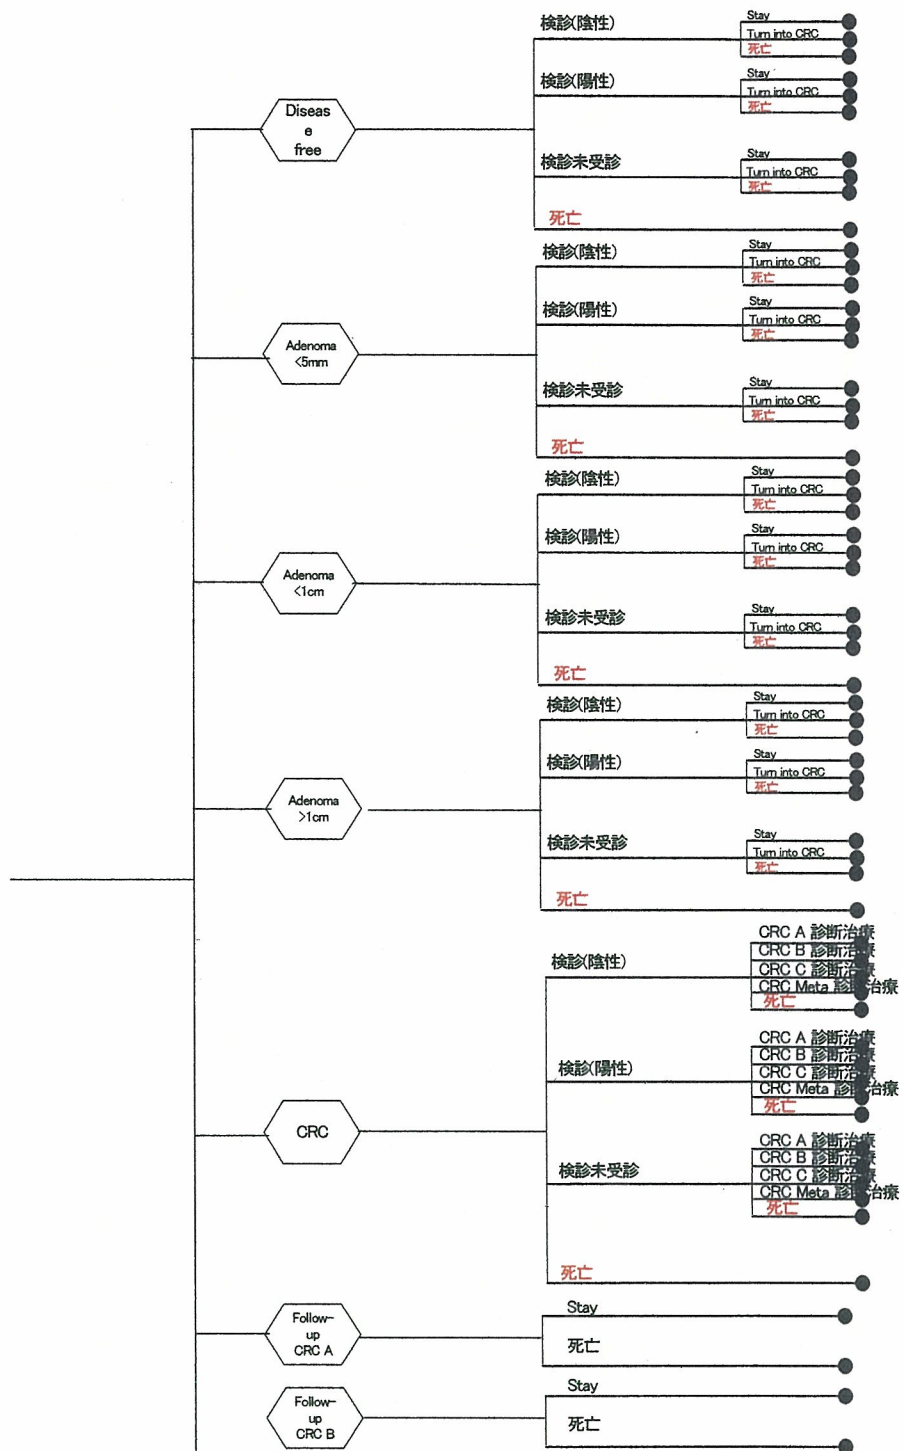 検診(陰性)
Stay
Turn into CRC
死亡
検診(陽性)
Stay
Turn into CRC
死亡
Diseas
e
free
検診未受診
Stay
Turn into CRC
死亡
死亡
検診(陰性)
Stay
Turn into CRC
死亡
検診(陽性)
Stay
Turn into CRC
死亡
Adenoma
<5mm
検診未受診
Stay
Turn into CRC
死亡
死亡
検診(陰性)
Stay
Turn into CRC
死亡
検診(陽性)
Stay
Turn into CRC
死亡
Adenoma
<1cm
検診未受診
Stay
Turn into CRC
死亡
死亡
検診(陰性)
Stay
Turn into CRC
死亡
検診(陽性)
Stay
Turn into CRC
死亡
Adenoma
>1cm
検診未受診
Stay
Turn into CRC
死亡
死亡
検診(陰性)
CRC A 診断治療
CRC B 診断治療
CRC C 診断治療
CRC Meta 診断治療
死亡
検診(陽性)
CRC A 診断治療
CRC B 診断治療
CRC C 診断治療
CRC Meta 診断治療
死亡
CRC
検診未受診
CRC A 診断治療
CRC B 診断治療
CRC C 診断治療
CRC Meta 診断治療
死亡
死亡
Follow-
up
CRC A
Stay
死亡
Follow-
up
CRC B
Stay
死亡